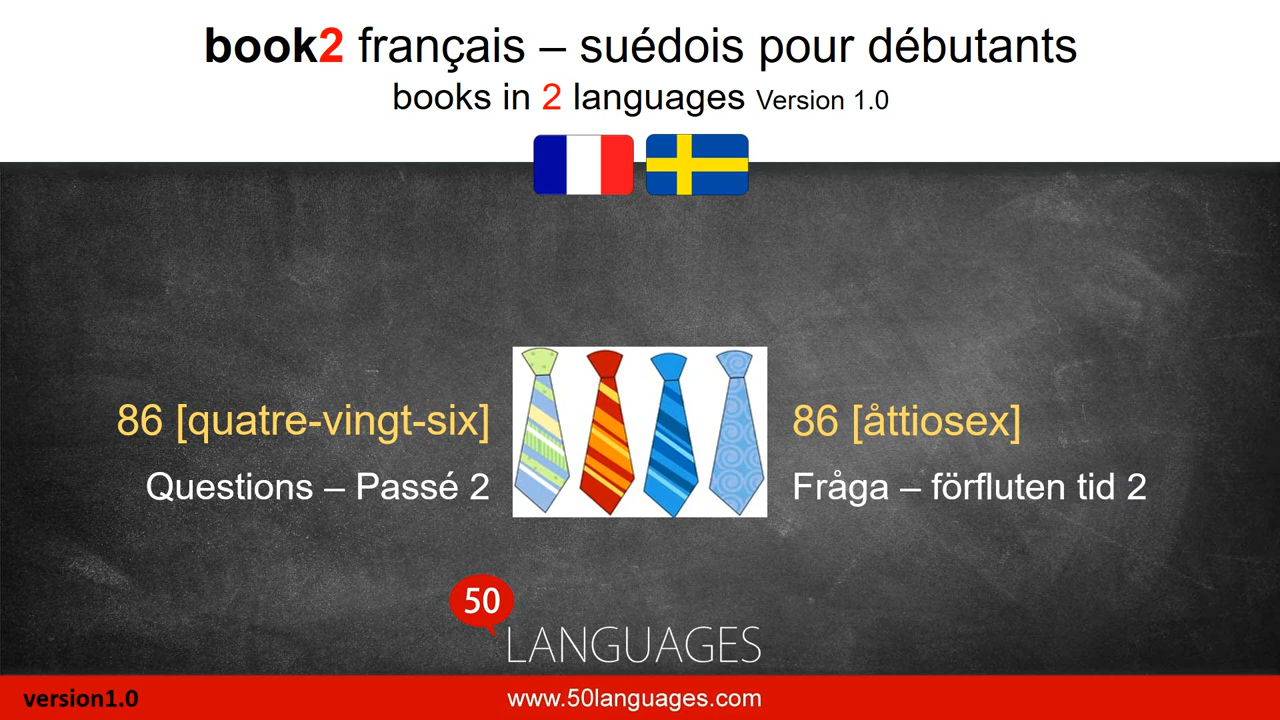 book2 français – suédois pour débutants
books in 2 languages Version 1.0
86 [quatre-vingt-six]
Questions – Passé 2
86 [åttiosex]
Fråga – förfluten tid 2
50
LANGUAGES
version1.0
www.50languages.com